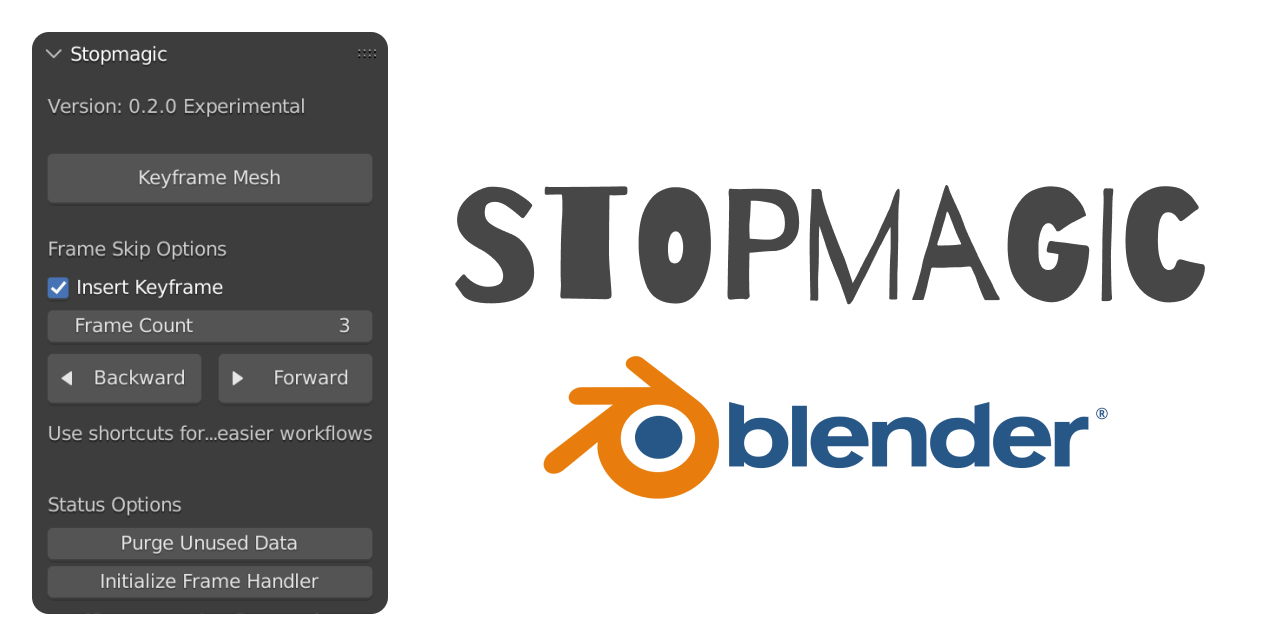 Stopmagic
Version: 0.2.0 Experimental
Keyframe Mesh
Frame Skip Options
Insert Keyframe
Frame Count 3
Backward Forward
Use shortcuts for...easier workflows
Status Options
Purge Unused Data
Initialize Frame Handler
STOPMAGIC
blender®